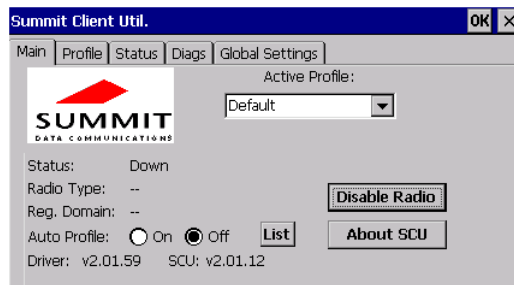 Summit Client Util. OK ×
Main Profile Status Diags Global Settings
Active Profile:
Default
SUMMIT
DATA COMMUNICATIONS
Status: Down
Radio Type: --
Disable Radio
Reg. Domain: --
Auto Profile: On Off List About SCU
Driver: v2.01.59 SCU: v2.01.12